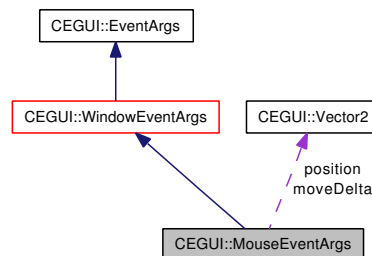 CEGUI::EventArgs
CEGUI::WindowEventArgs
CEGUI::Vector2
position
moveDelta
CEGUI::MouseEventArgs